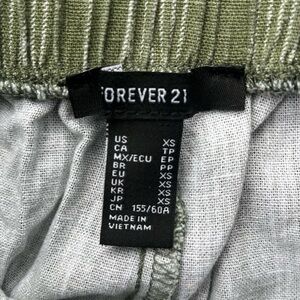 FOREVER 21
US XS
CA TP
MX/ECU EP
BR PP
EU XS
UK XS
KR XS
JP XS
CN 155/60A
MADE IN
VIETNAM